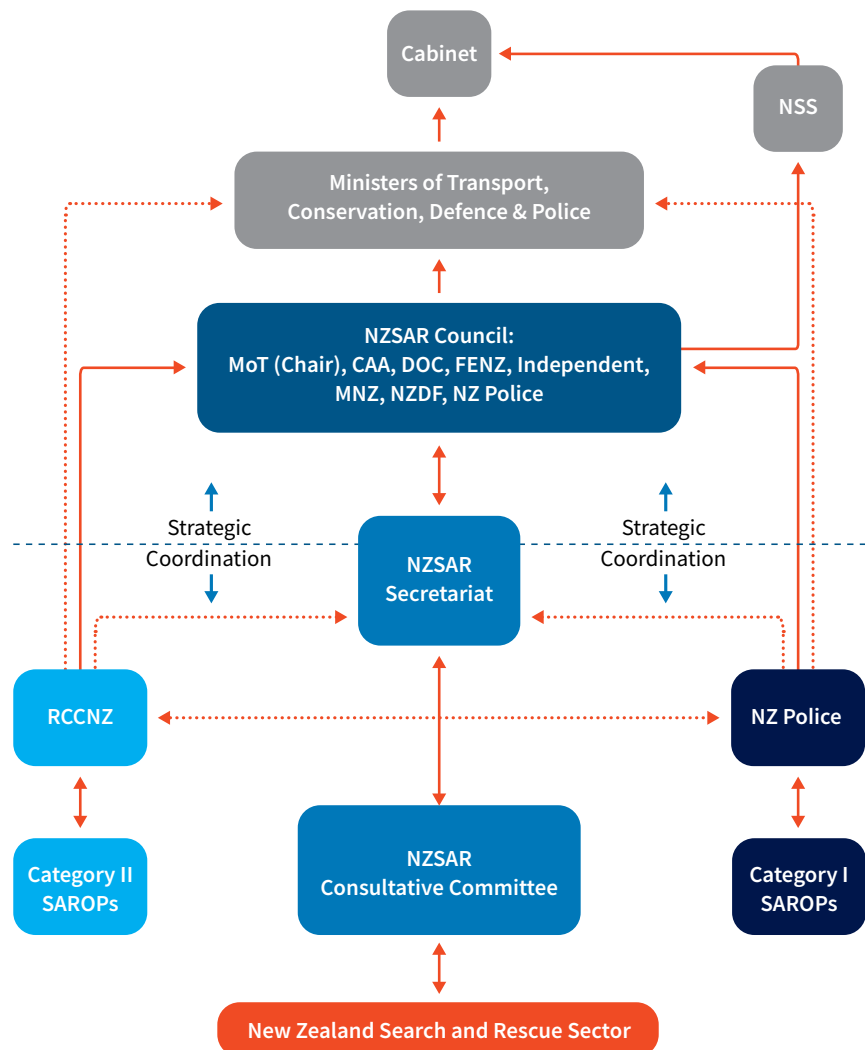 Cabinet
NSS
Ministers of Transport,
Conservation, Defence & Police
NZSAR Council:
MoT (Chair), CAA, DOC, FENZ, Independent,
MNZ, NZDF, NZ Police
Strategic
Coordination
Strategic
Coordination
NZSAR
Secretariat
RCCNZ
NZ Police
Category II
SAROPs
NZSAR
Consultative Committee
Category I
SAROPs
New Zealand Search and Rescue Sector